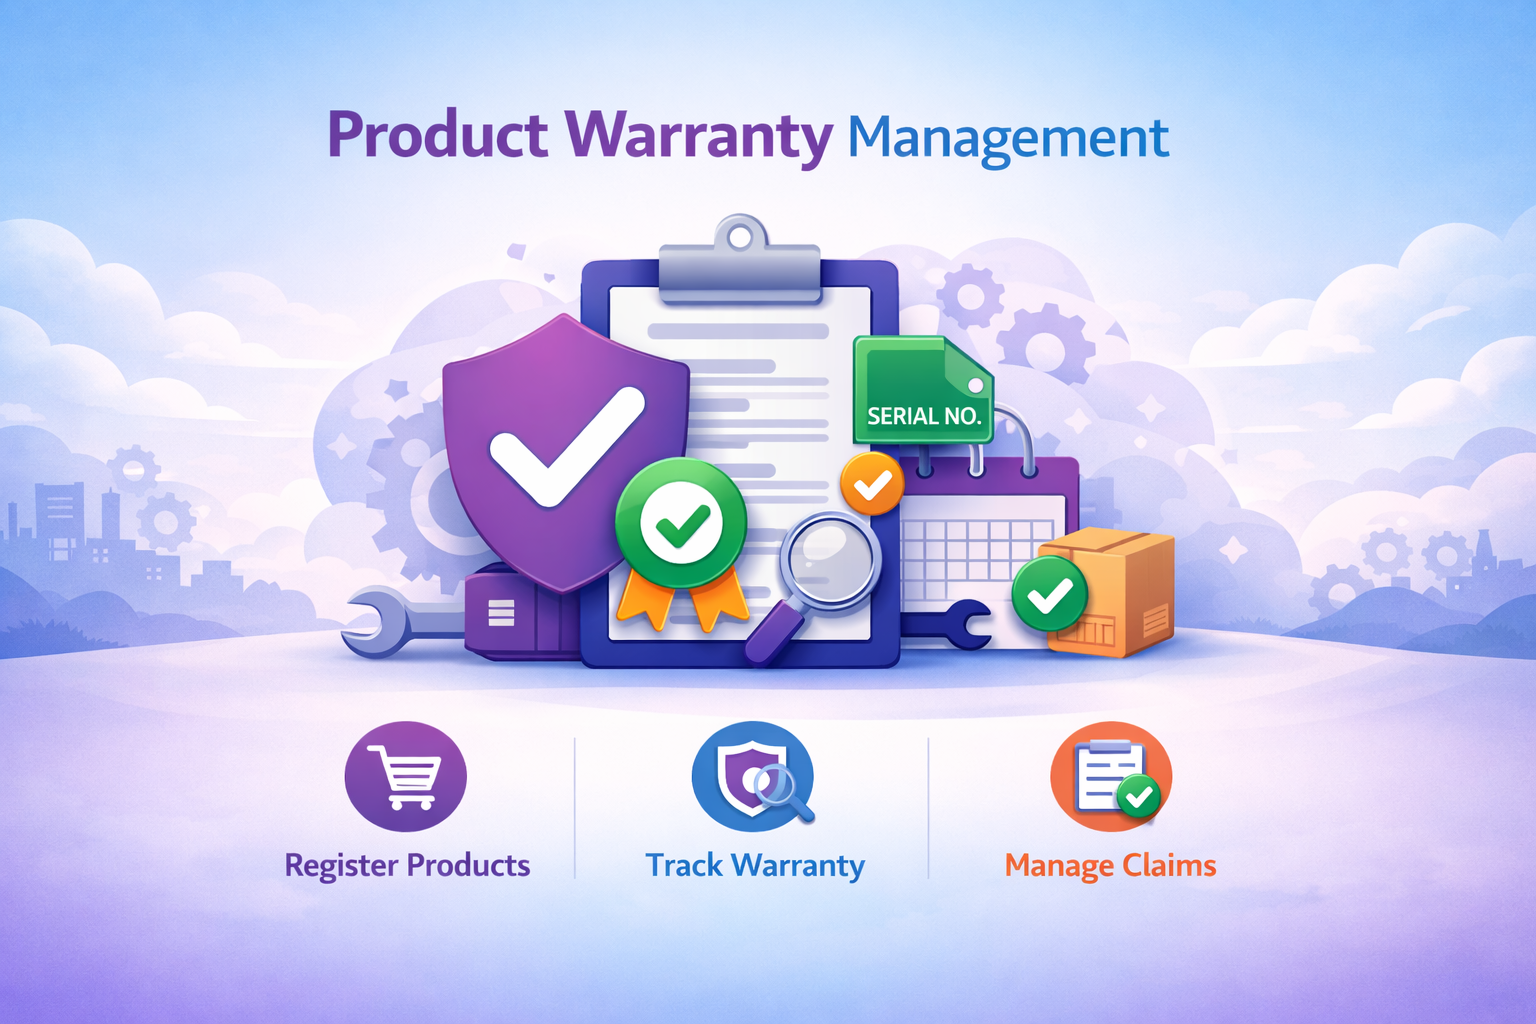 Product Warranty Management
SERIAL NO.
Register Products
Track Warranty
Manage Claims